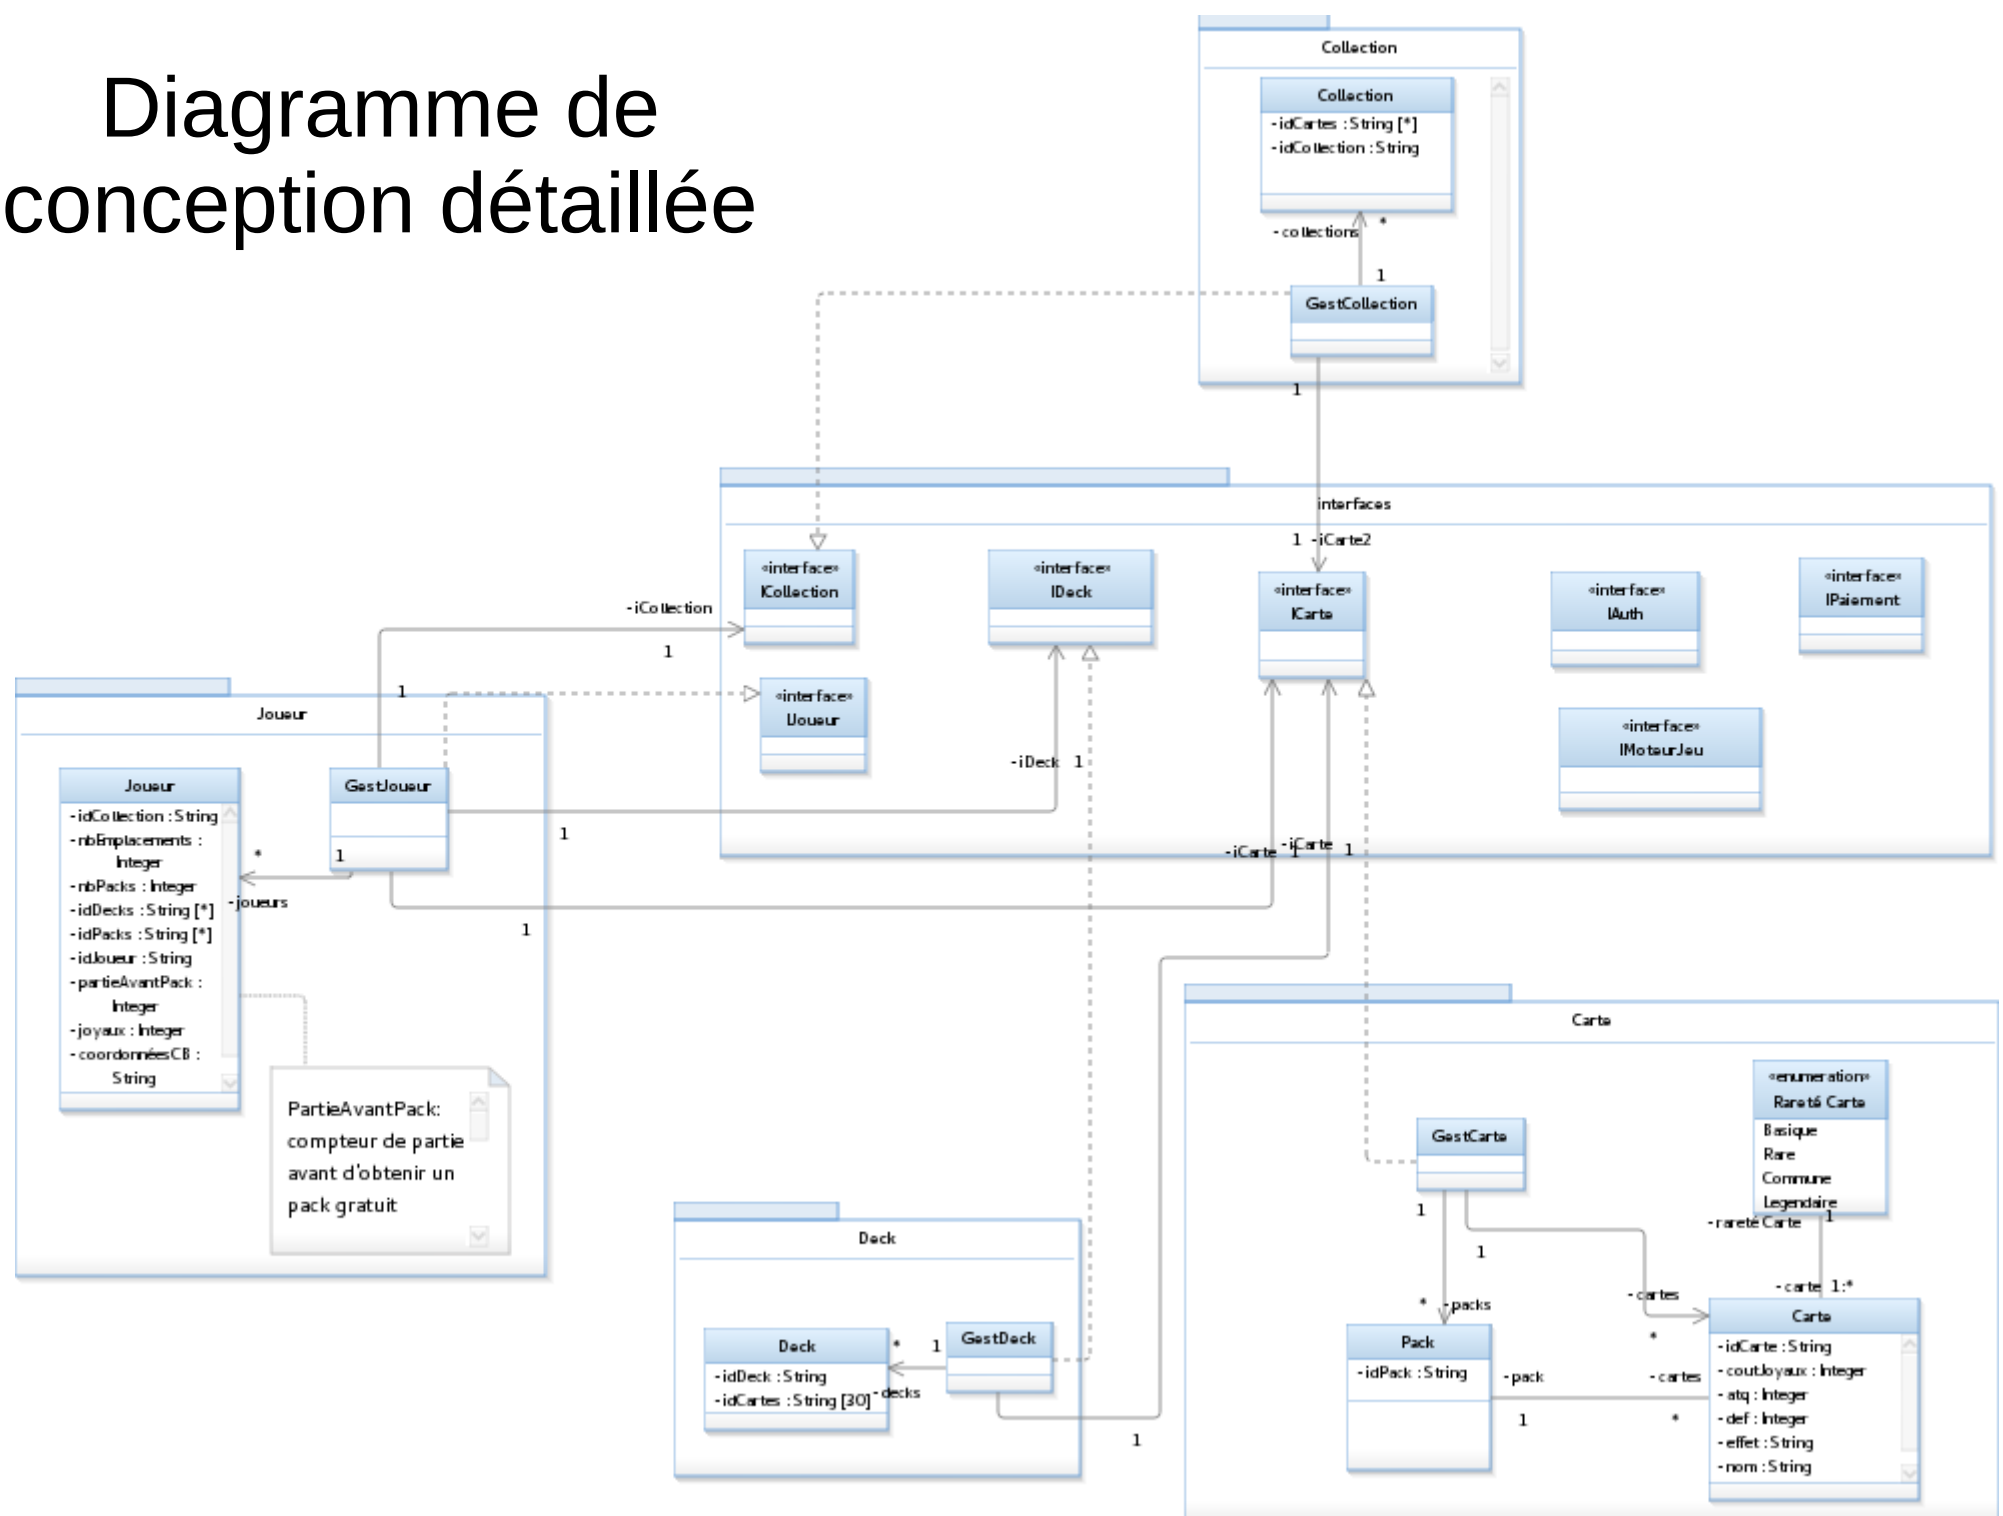 Diagramme de
conception détaillée
Collection
Collection
-idCartes : String [*]
-idCollection : String
-collections
*
1
GestCollection
1
interfaces
1 -iCarte2
«interface»
ICollection
«interface»
IDeck
«interface»
ICarte
«interface»
IAuth
«interface»
IPaiement
-iCollection
1
1
«interface»
IJoueur
«interface»
IMoteurJeu
-iDeck 1
1
-iCarte 1
-iCarte 1
1
Joueur
Joueur
-idCollection : String
-nbEmplacements :
Integer
-nbPacks : Integer
-idDecks : String [*]
-idPacks : String [*]
-idJoueur : String
-partieAvantPack :
Integer
-joyaux : Integer
-coordonnéesCB :
String
GestJoueur
1
*
-joueurs
PartieAvantPack:
compteur de partie
avant d'obtenir un
pack gratuit
Deck
Deck
-idDeck : String
-idCartes : String [30]
*
1
-decks
GestDeck
1
Carte
«enumeration»
Rareté Carte
Basique
Rare
Commune
Legendaire
-rareté Carte
1
GestCarte
1
1
* -packs
-cartes
*
-carte 1:*
Pack
-idPack : String
-pack
1
-cartes
*
Carte
-idCarte : String
-coutJoyaux : Integer
-atq : Integer
-def : Integer
-effet : String
-nom : String